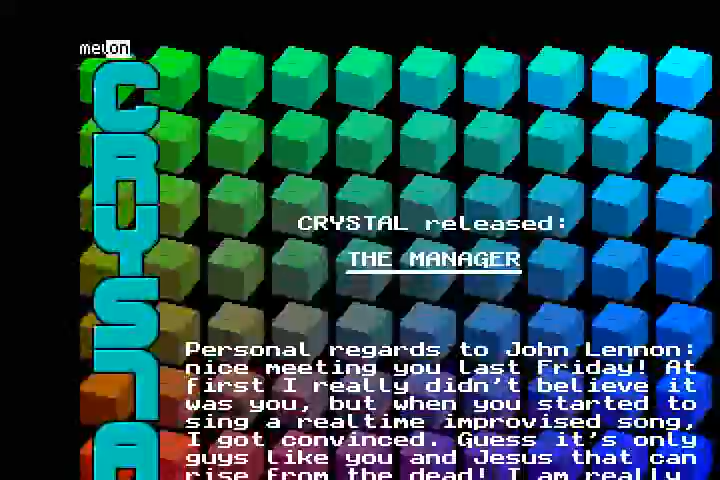 melon
CRYSTA
CRYSTAL released:
THE MANAGER
Personal regards to John Lennon:
nice meeting you last Friday! At
first I really didn't believe it
was you, but when you started to
sing a realtime improvised song,
I got convinced. Guess it's only
guys like you and Jesus that can
rise from the dead! I am really